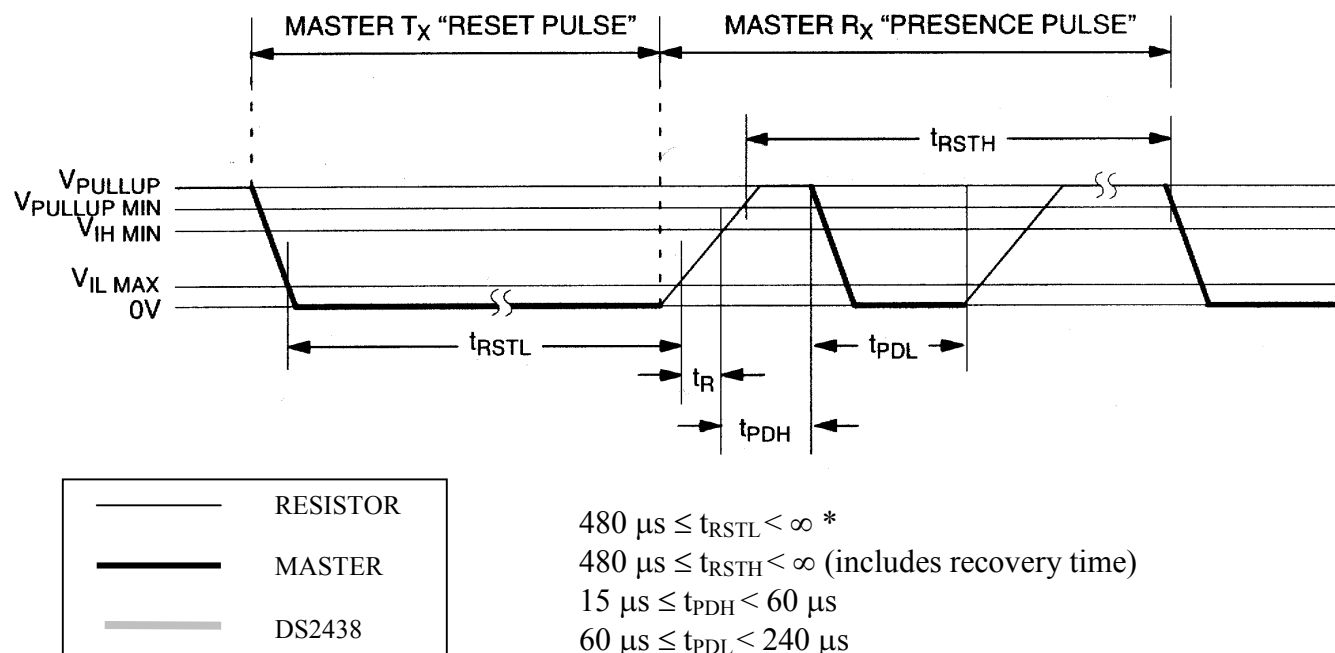 MASTER TX “RESET PULSE”
MASTER RX “PRESENCE PULSE”
tRSTH
VPULLUP
VPULLUP MIN
VIH MIN
VIL MAX
0V
tRSTL
tPDL
tR
tPDH
RESISTOR
MASTER
DS2438
480 μs ≤ tRSTL < ∞ *
480 μs ≤ tRSTH < ∞ (includes recovery time)
15 μs ≤ tPDH < 60 μs
60 μs ≤ tPDL < 240 μs